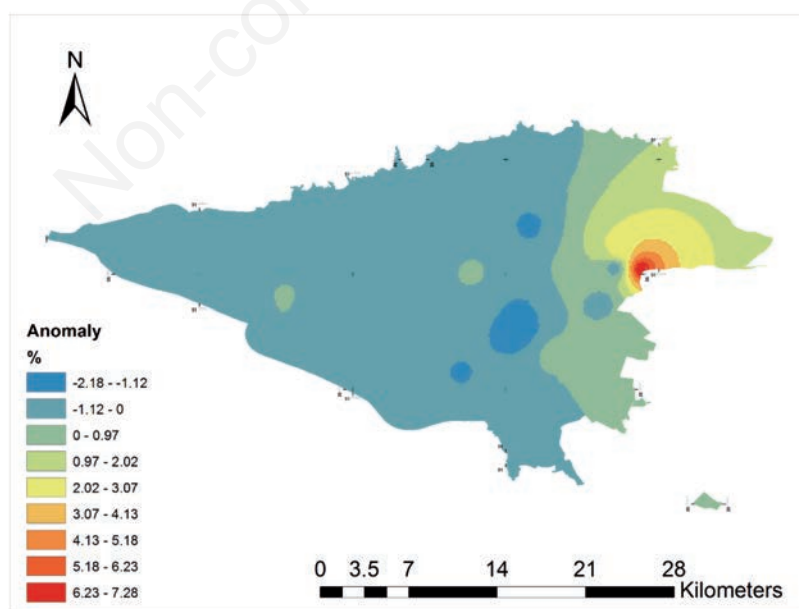 Non-co
N
Anomaly
%
-2.18 - -1.12
-1.12 - 0
0 - 0.97
0.97 - 2.02
2.02 - 3.07
3.07 - 4.13
4.13 - 5.18
5.18 - 6.23
6.23 - 7.28
0 3.5 7 14 21 28
Kilometers